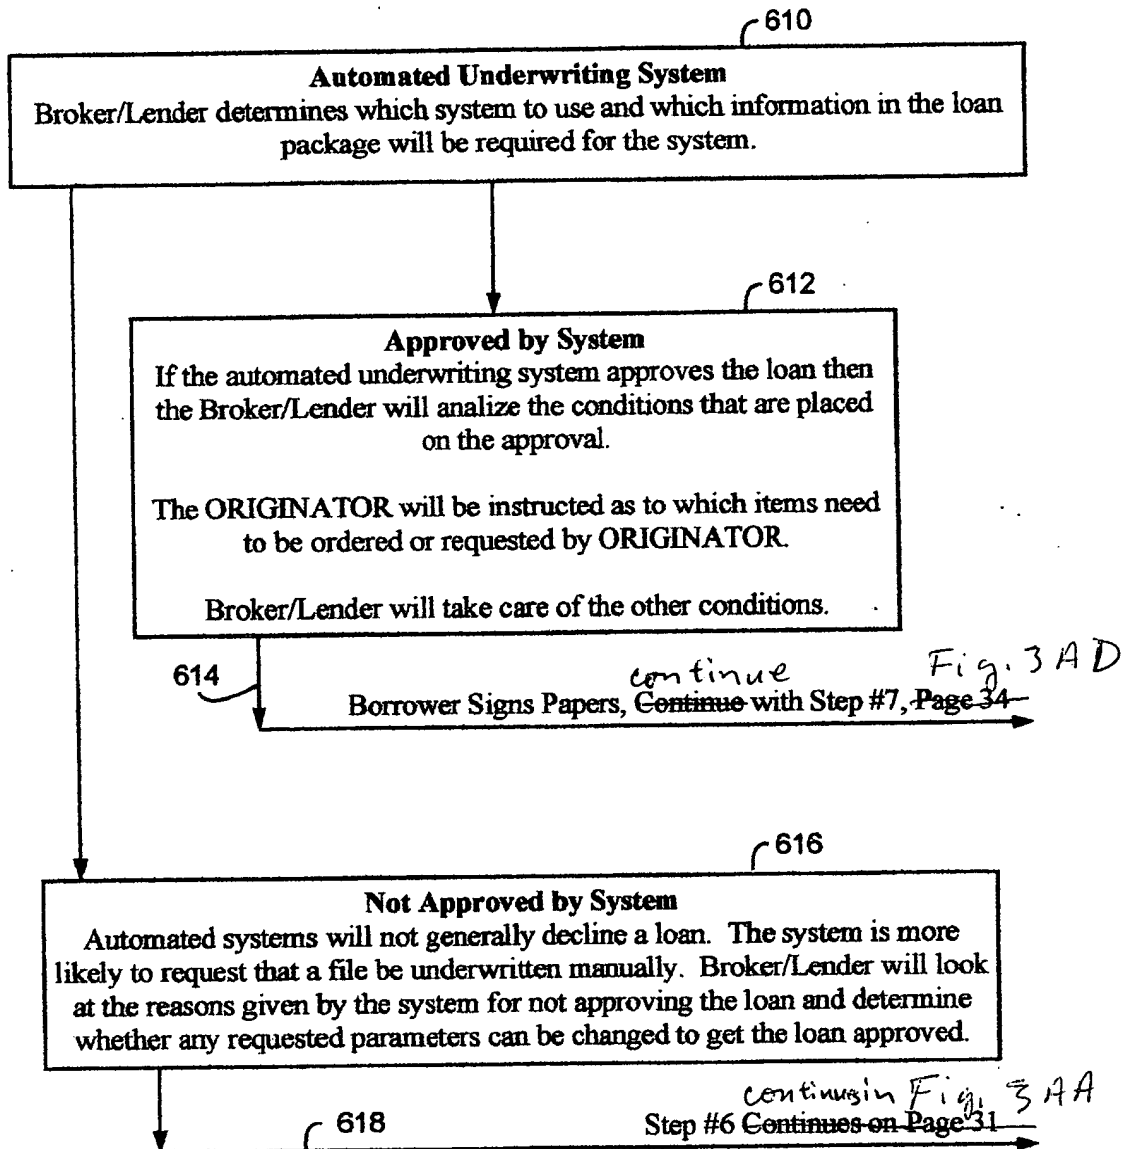 610
Automated Underwriting System
Broker/Lender determines which system to use and which information in the loan
package will be required for the system.
612
Approved by System
If the automated underwriting system approves the loan then
the Broker/Lender will analize the conditions that are placed
on the approval.
The ORIGINATOR will be instructed as to which items need
to be ordered or requested by ORIGINATOR.
Broker/Lender will take care of the other conditions.
614
continue Fig. 3 A D
Borrower Signs Papers, Continue with Step #7, Page 34
616
Not Approved by System
Automated systems will not generally decline a loan. The system is more
likely to request that a file be underwritten manually. Broker/Lender will look
at the reasons given by the system for not approving the loan and determine
whether any requested parameters can be changed to get the loan approved.
continues in Fig. 3 A A
618
Step #6 Continues on Page 31